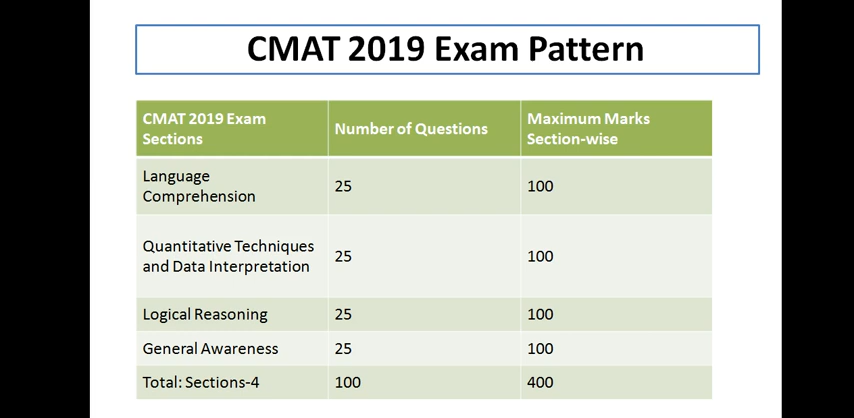 CMAT 2019 Exam Pattern
CMAT 2019 Exam Sections
Number of Questions
Maximum Marks Section-wise
Language Comprehension
25
100
Quantitative Techniques and Data Interpretation
25
100
Logical Reasoning
25
100
General Awareness
25
100
Total: Sections-4
100
400